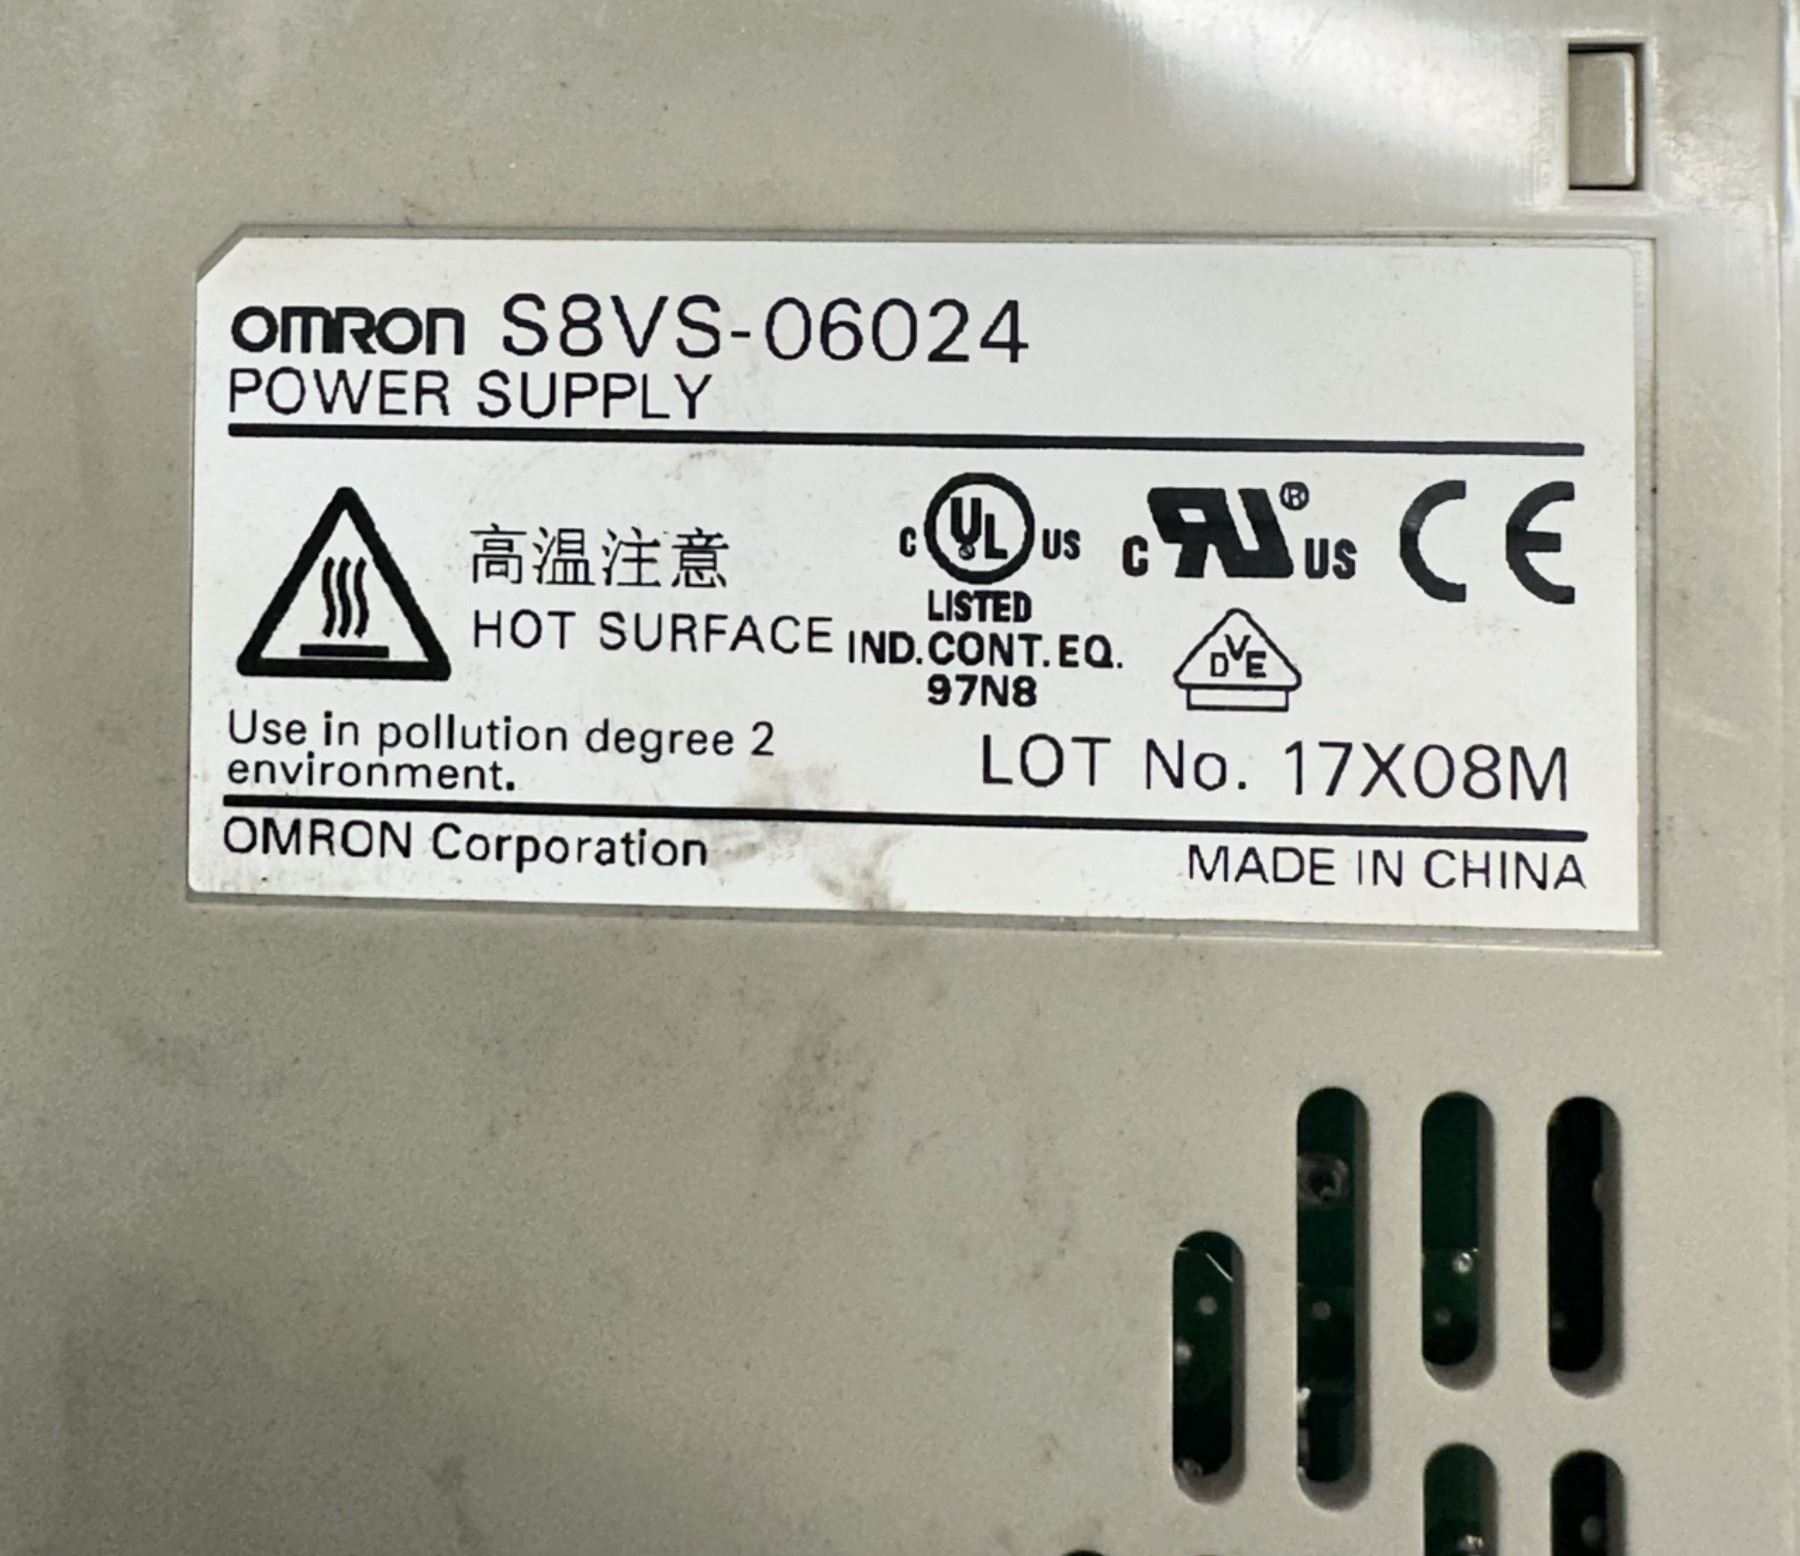 OMRON S8VS-06024
POWER SUPPLY
高温注意
HOT SURFACE
C UL US
LISTED
IND.CONT.EQ.
97N8
C RU® US
CE
DVE
Use in pollution degree 2
environment.
LOT No. 17X08M
OMRON Corporation
MADE IN CHINA